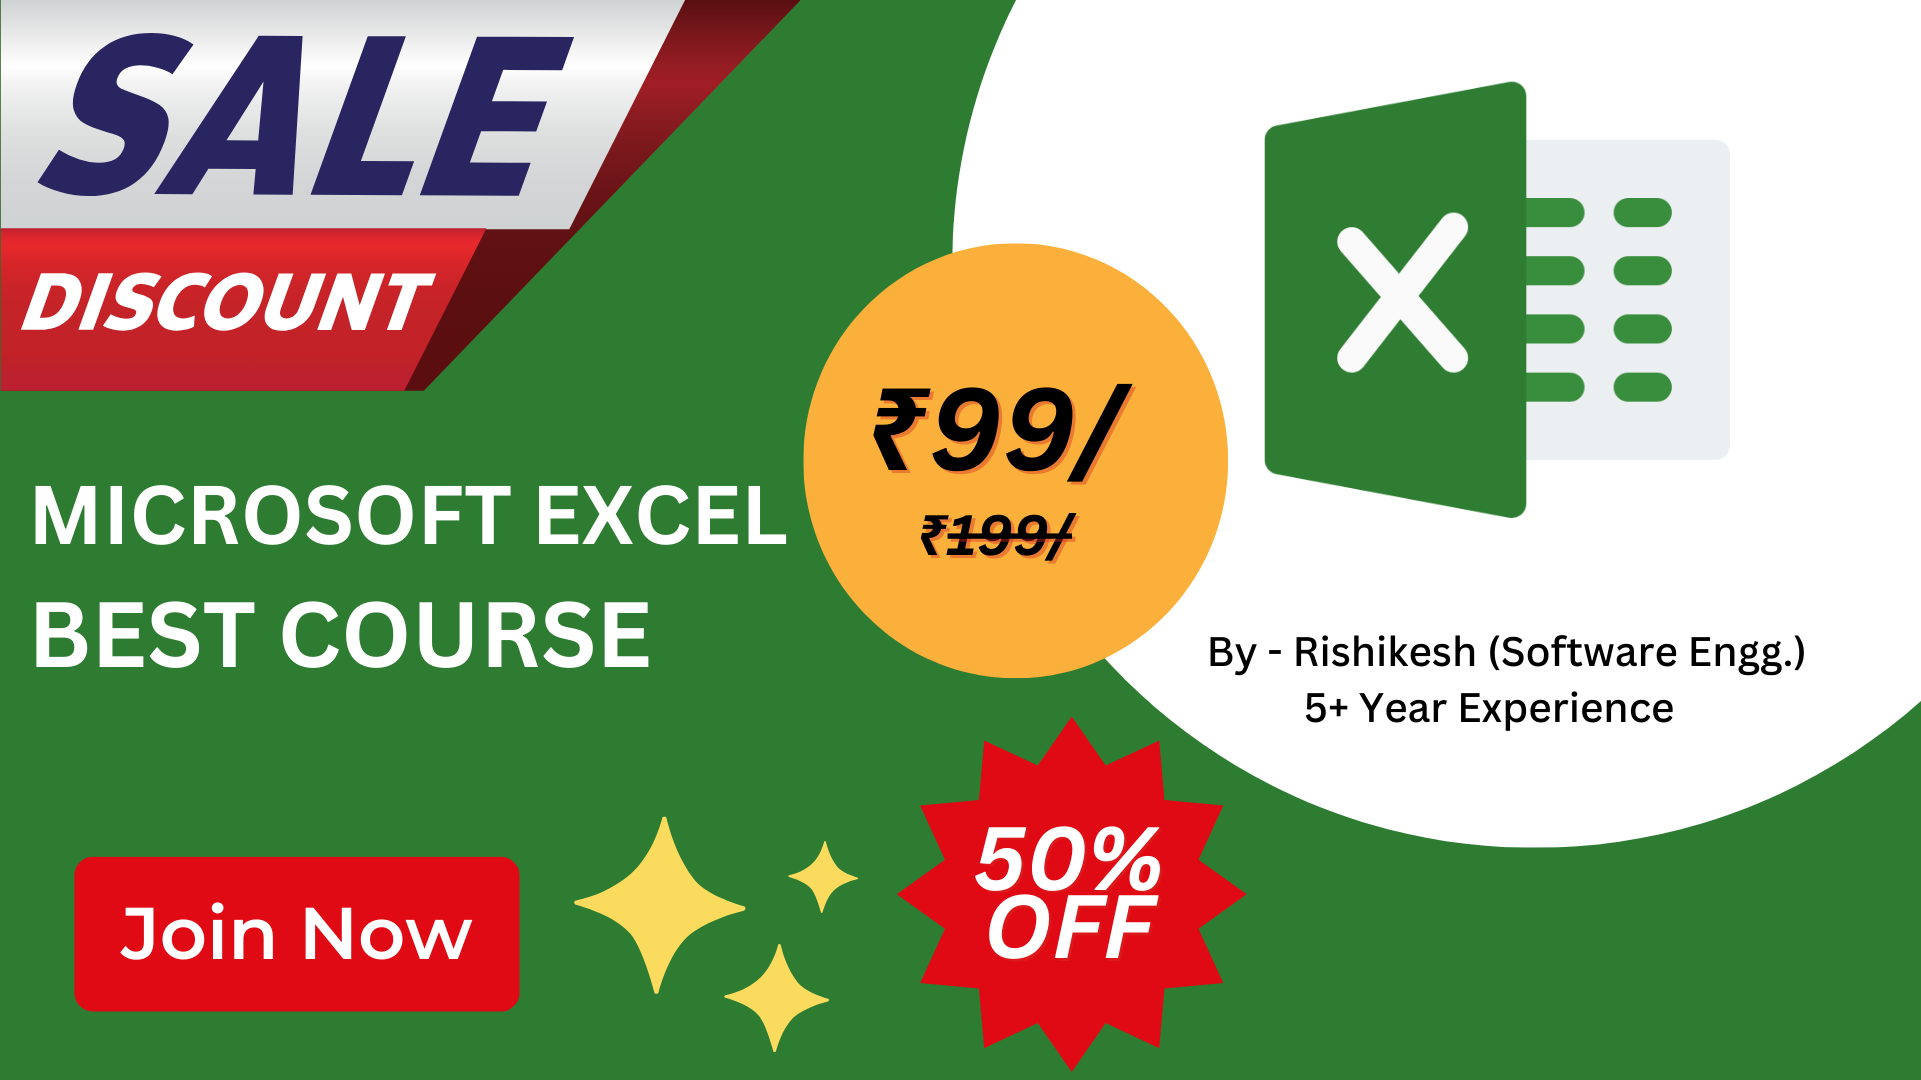 SALE
DISCOUNT
MICROSOFT EXCEL
BEST COURSE
₹99/
₹199/
X
By - Rishikesh (Software Engg.)
5+ Year Experience
Join Now
50%
OFF